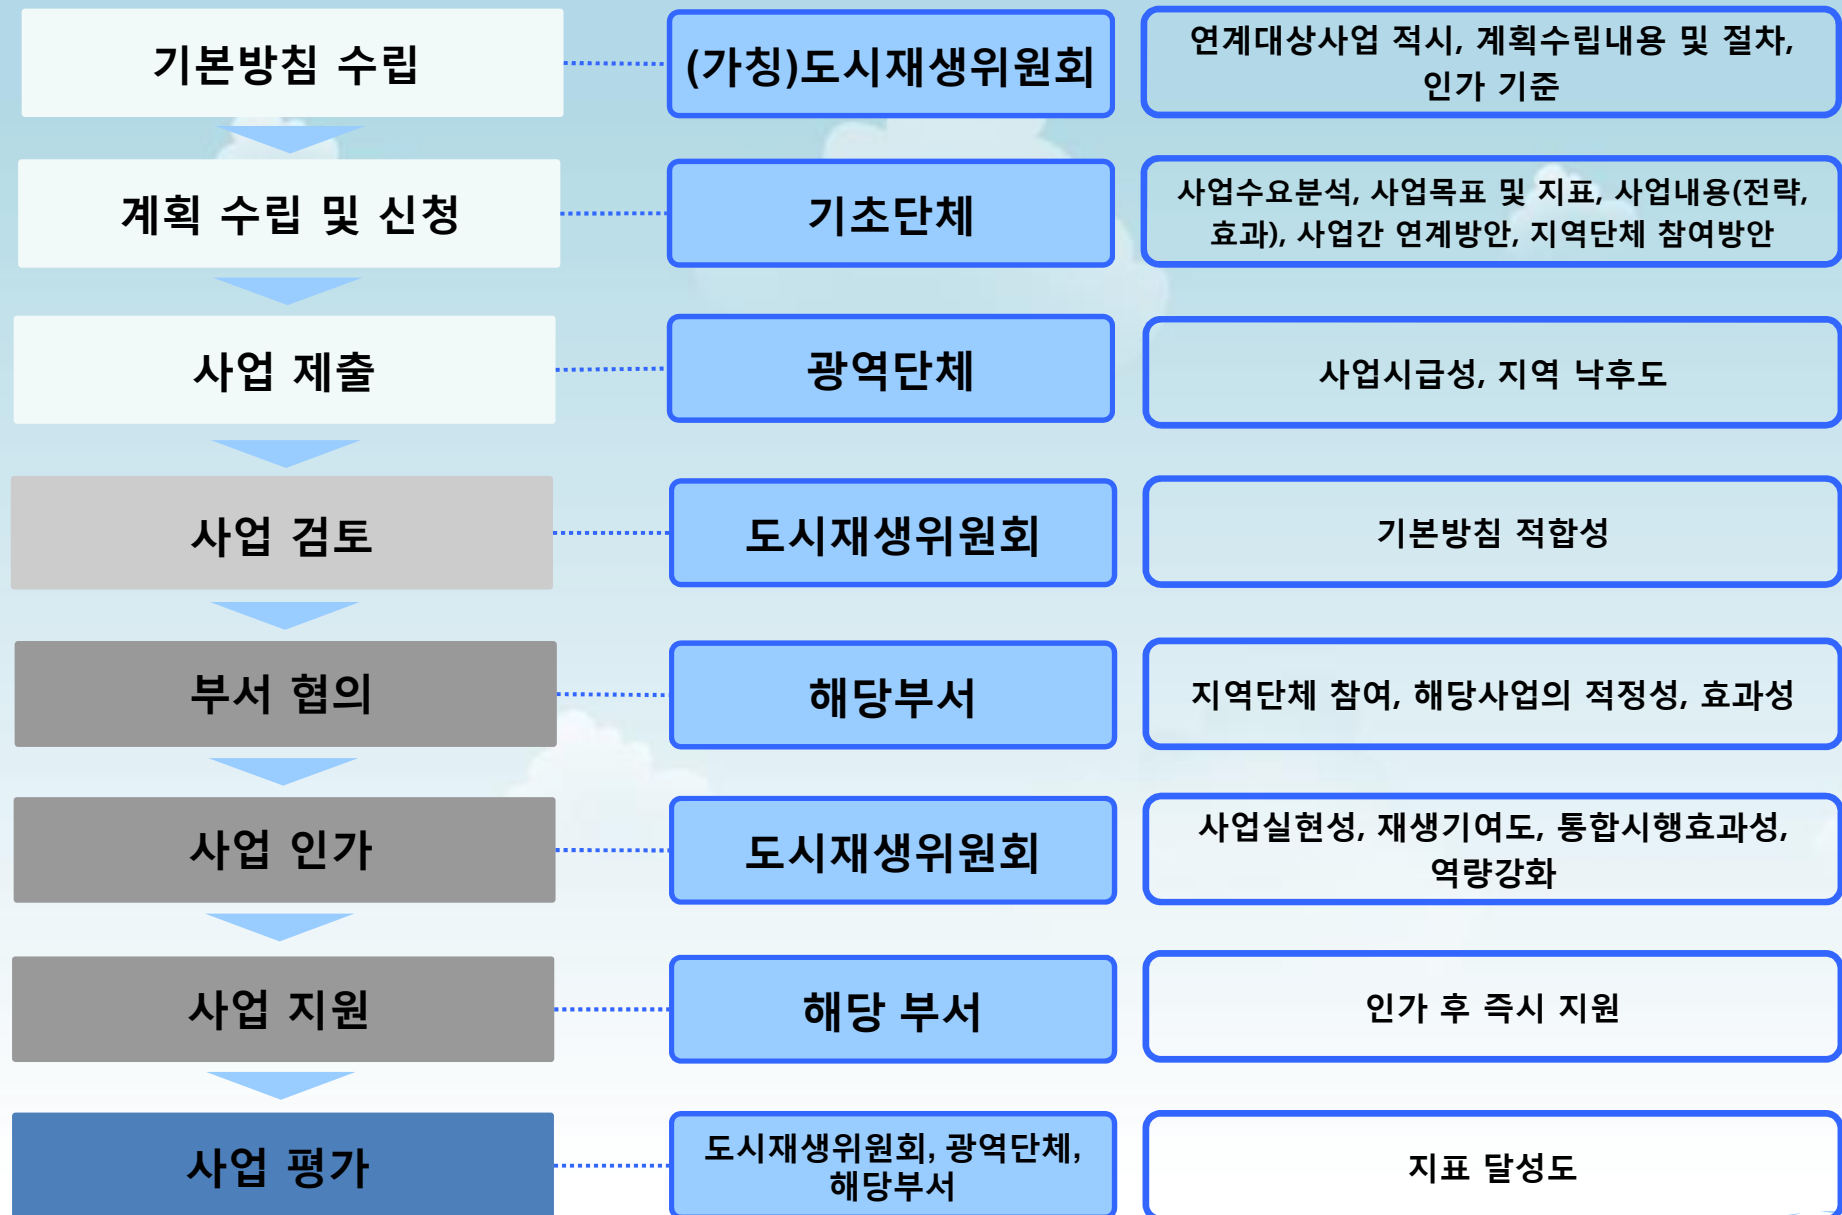 기본방침 수립
(가칭)도시재생위원회
연계대상사업 적시, 계획수립내용 및 절차,
인가 기준
계획 수립 및 신청
기초단체
사업수요분석, 사업목표 및 지표, 사업내용(전략,
효과), 사업간 연계방안, 지역단체 참여방안
사업 제출
광역단체
사업시급성, 지역 낙후도
사업 검토
도시재생위원회
기본방침 적합성
부서 협의
해당부서
지역단체 참여, 해당사업의 적정성, 효과성
사업 인가
도시재생위원회
사업실현성, 재생기여도, 통합시행효과성,
역량강화
사업 지원
해당 부서
인가 후 즉시 지원
사업 평가
도시재생위원회, 광역단체,
해당부서
지표 달성도